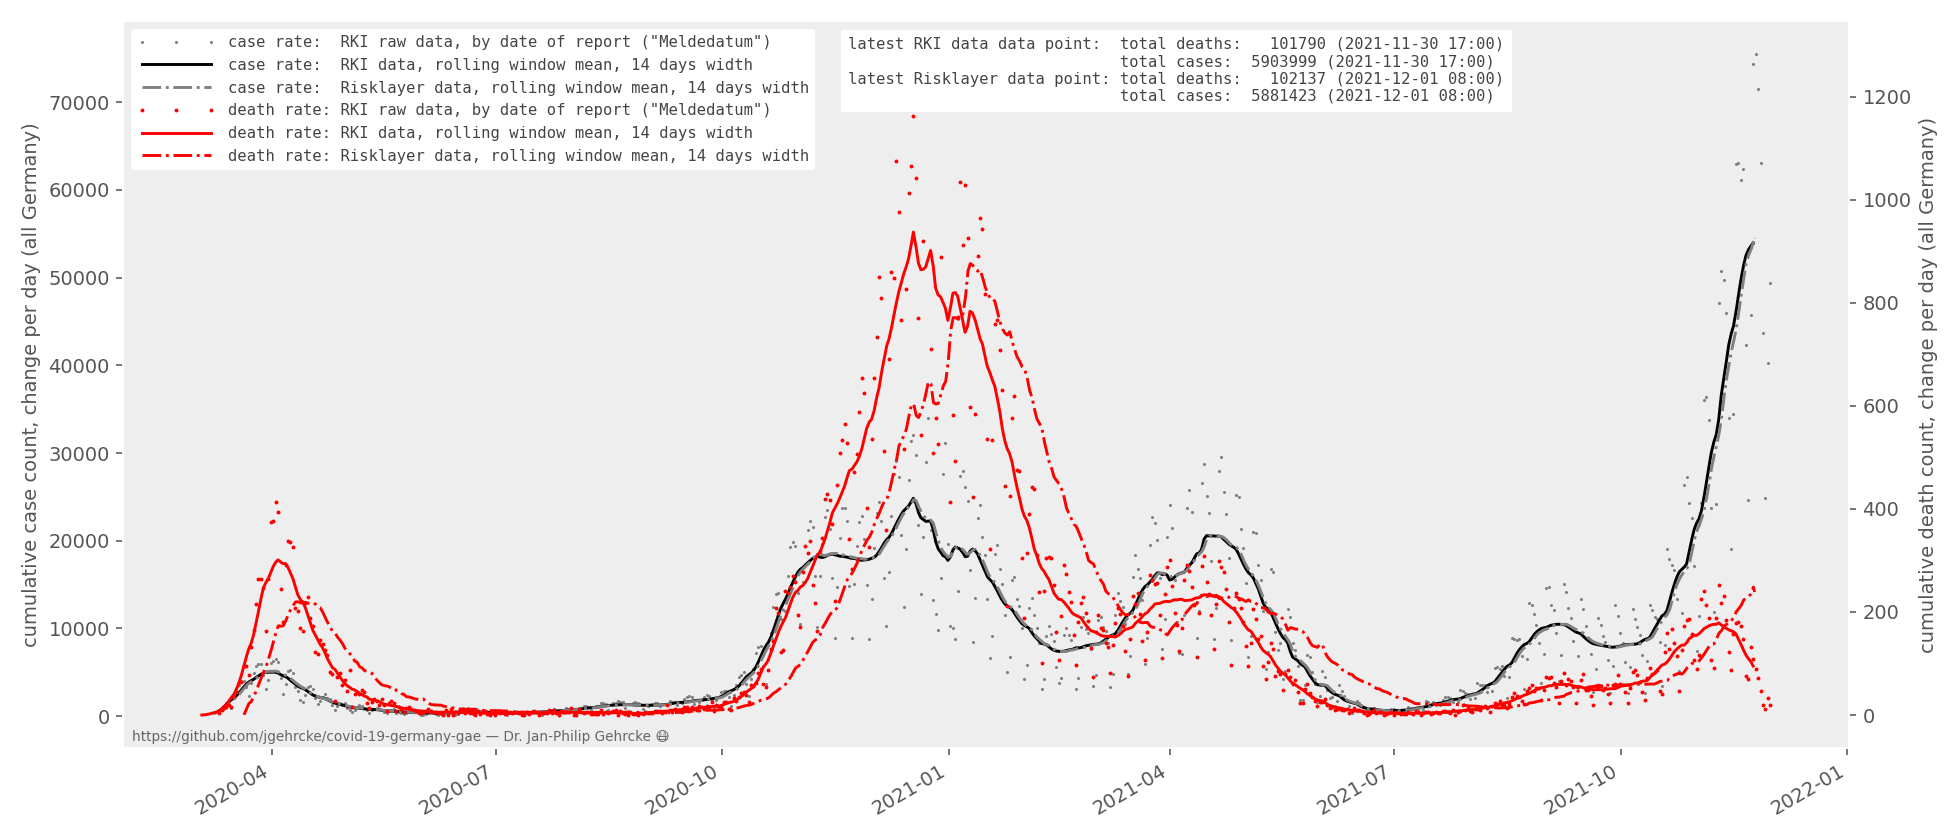 case rate:  RKI raw data, by date of report ("Meldedatum")
case rate:  RKI data, rolling window mean, 14 days width
case rate:  Risklayer data, rolling window mean, 14 days width
death rate: RKI raw data, by date of report ("Meldedatum")
death rate: RKI data, rolling window mean, 14 days width
death rate: Risklayer data, rolling window mean, 14 days width
latest RKI data data point:  total deaths:   101790 (2021-11-30 17:00)
total cases:  5903999 (2021-11-30 17:00)
latest Risklayer data point: total deaths:   102137 (2021-12-01 08:00)
total cases:  5881423 (2021-12-01 08:00)
cumulative case count, change per day (all Germany)
70000
60000
50000
40000
30000
20000
10000
0
1200
1000
800
600
400
200
0
cumulative death count, change per day (all Germany)
https://github.com/jgehrcke/covid-19-germany-gae — Dr. Jan-Philip Gehrcke 😷
2020-04
2020-07
2020-10
2021-01
2021-04
2021-07
2021-10
2022-01